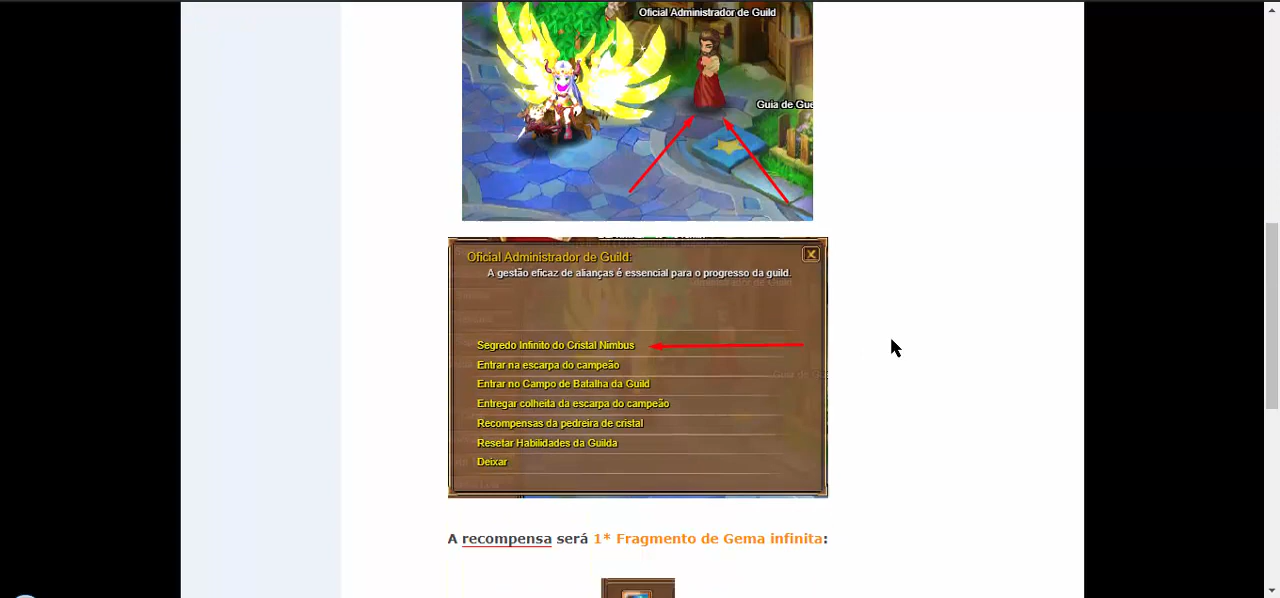 Oficial Administrador de Guild
Guia de Gue
Oficial Administrador de Guild:
A gestão eficaz de alianças é essencial para o progresso da guild.
Segredo Infinito do Cristal Nimbus
Entrar na escarpa do campeão
Entrar no Campo de Batalha da Guild
Entregar colheita da escarpa do campeão
Recompensas da pedreira de cristal
Resetar Habilidades da Guilda
Deixar
A recompensa será 1* Fragmento de Gema infinita: